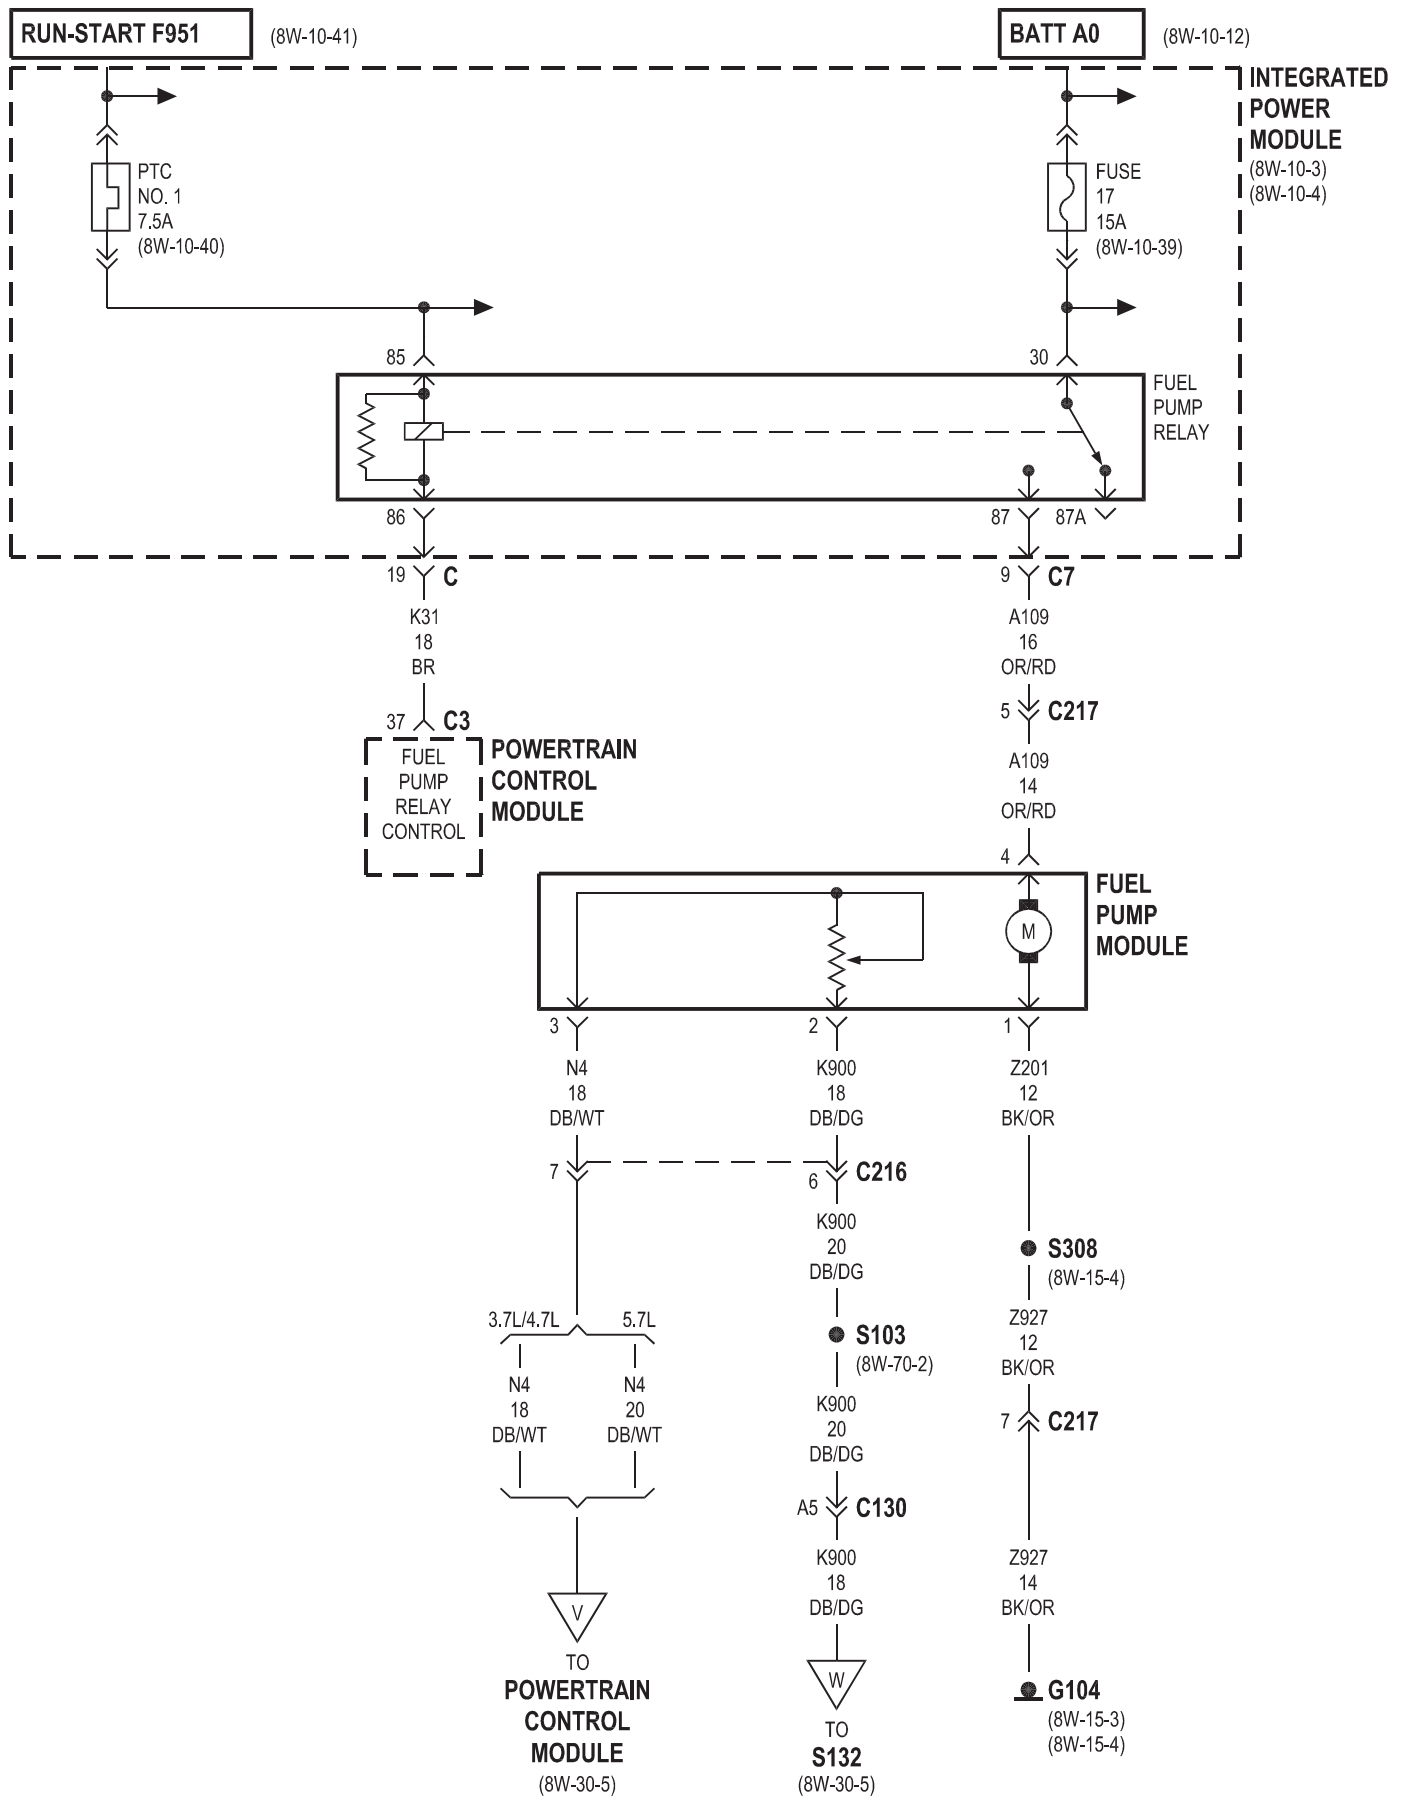 RUN-START F951
(8W-10-41)
BATT A0
(8W-10-12)
INTEGRATED
POWER
MODULE
(8W-10-3)
(8W-10-4)
PTC
NO. 1
7.5A
(8W-10-40)
FUSE
17
15A
(8W-10-39)
85
30
FUEL
PUMP
RELAY
86
87
87A
19
C
9
C7
K31
18
BR
A109
16
OR/RD
37
C3
5
C217
FUEL
PUMP
RELAY
CONTROL
POWERTRAIN
CONTROL
MODULE
A109
14
OR/RD
4
FUEL
PUMP
MODULE
M
3
2
1
N4
18
DB/WT
K900
18
DB/DG
Z201
12
BK/OR
7
6
C216
K900
20
DB/DG
S308
(8W-15-4)
3.7L/4.7L
5.7L
S103
(8W-70-2)
Z927
12
BK/OR
N4
18
DB/WT
N4
20
DB/WT
K900
20
DB/DG
7
C217
A5
C130
K900
18
DB/DG
Z927
14
BK/OR
V
TO
POWERTRAIN
CONTROL
MODULE
(8W-30-5)
W
TO
S132
(8W-30-5)
G104
(8W-15-3)
(8W-15-4)